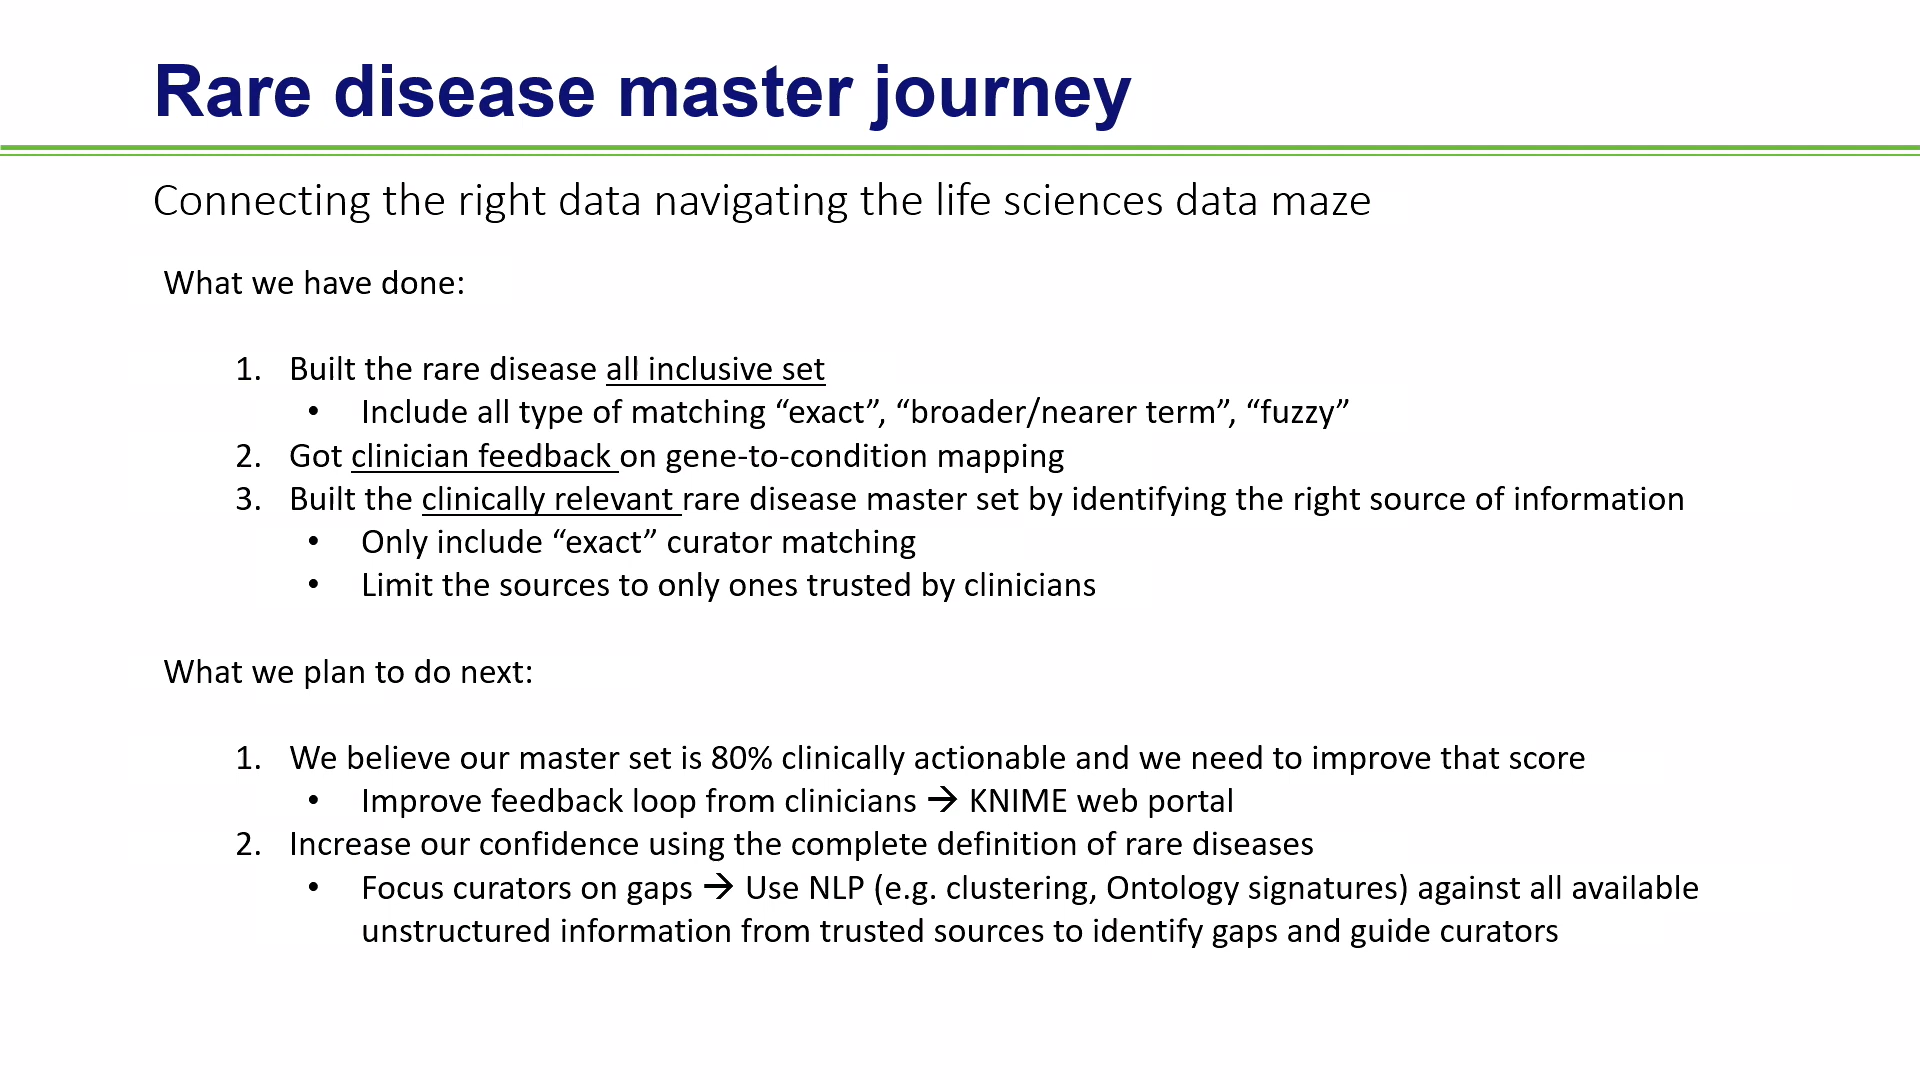 Rare disease master journey
Connecting the right data navigating the life sciences data maze
What we have done:
1. Built the rare disease all inclusive set
• Include all type of matching “exact”, “broader/nearer term”, “fuzzy”
2. Got clinician feedback on gene-to-condition mapping
3. Built the clinically relevant rare disease master set by identifying the right source of information
• Only include “exact” curator matching
• Limit the sources to only ones trusted by clinicians
What we plan to do next:
1. We believe our master set is 80% clinically actionable and we need to improve that score
• Improve feedback loop from clinicians → KNIME web portal
2. Increase our confidence using the complete definition of rare diseases
• Focus curators on gaps → Use NLP (e.g. clustering, Ontology signatures) against all available
unstructured information from trusted sources to identify gaps and guide curators